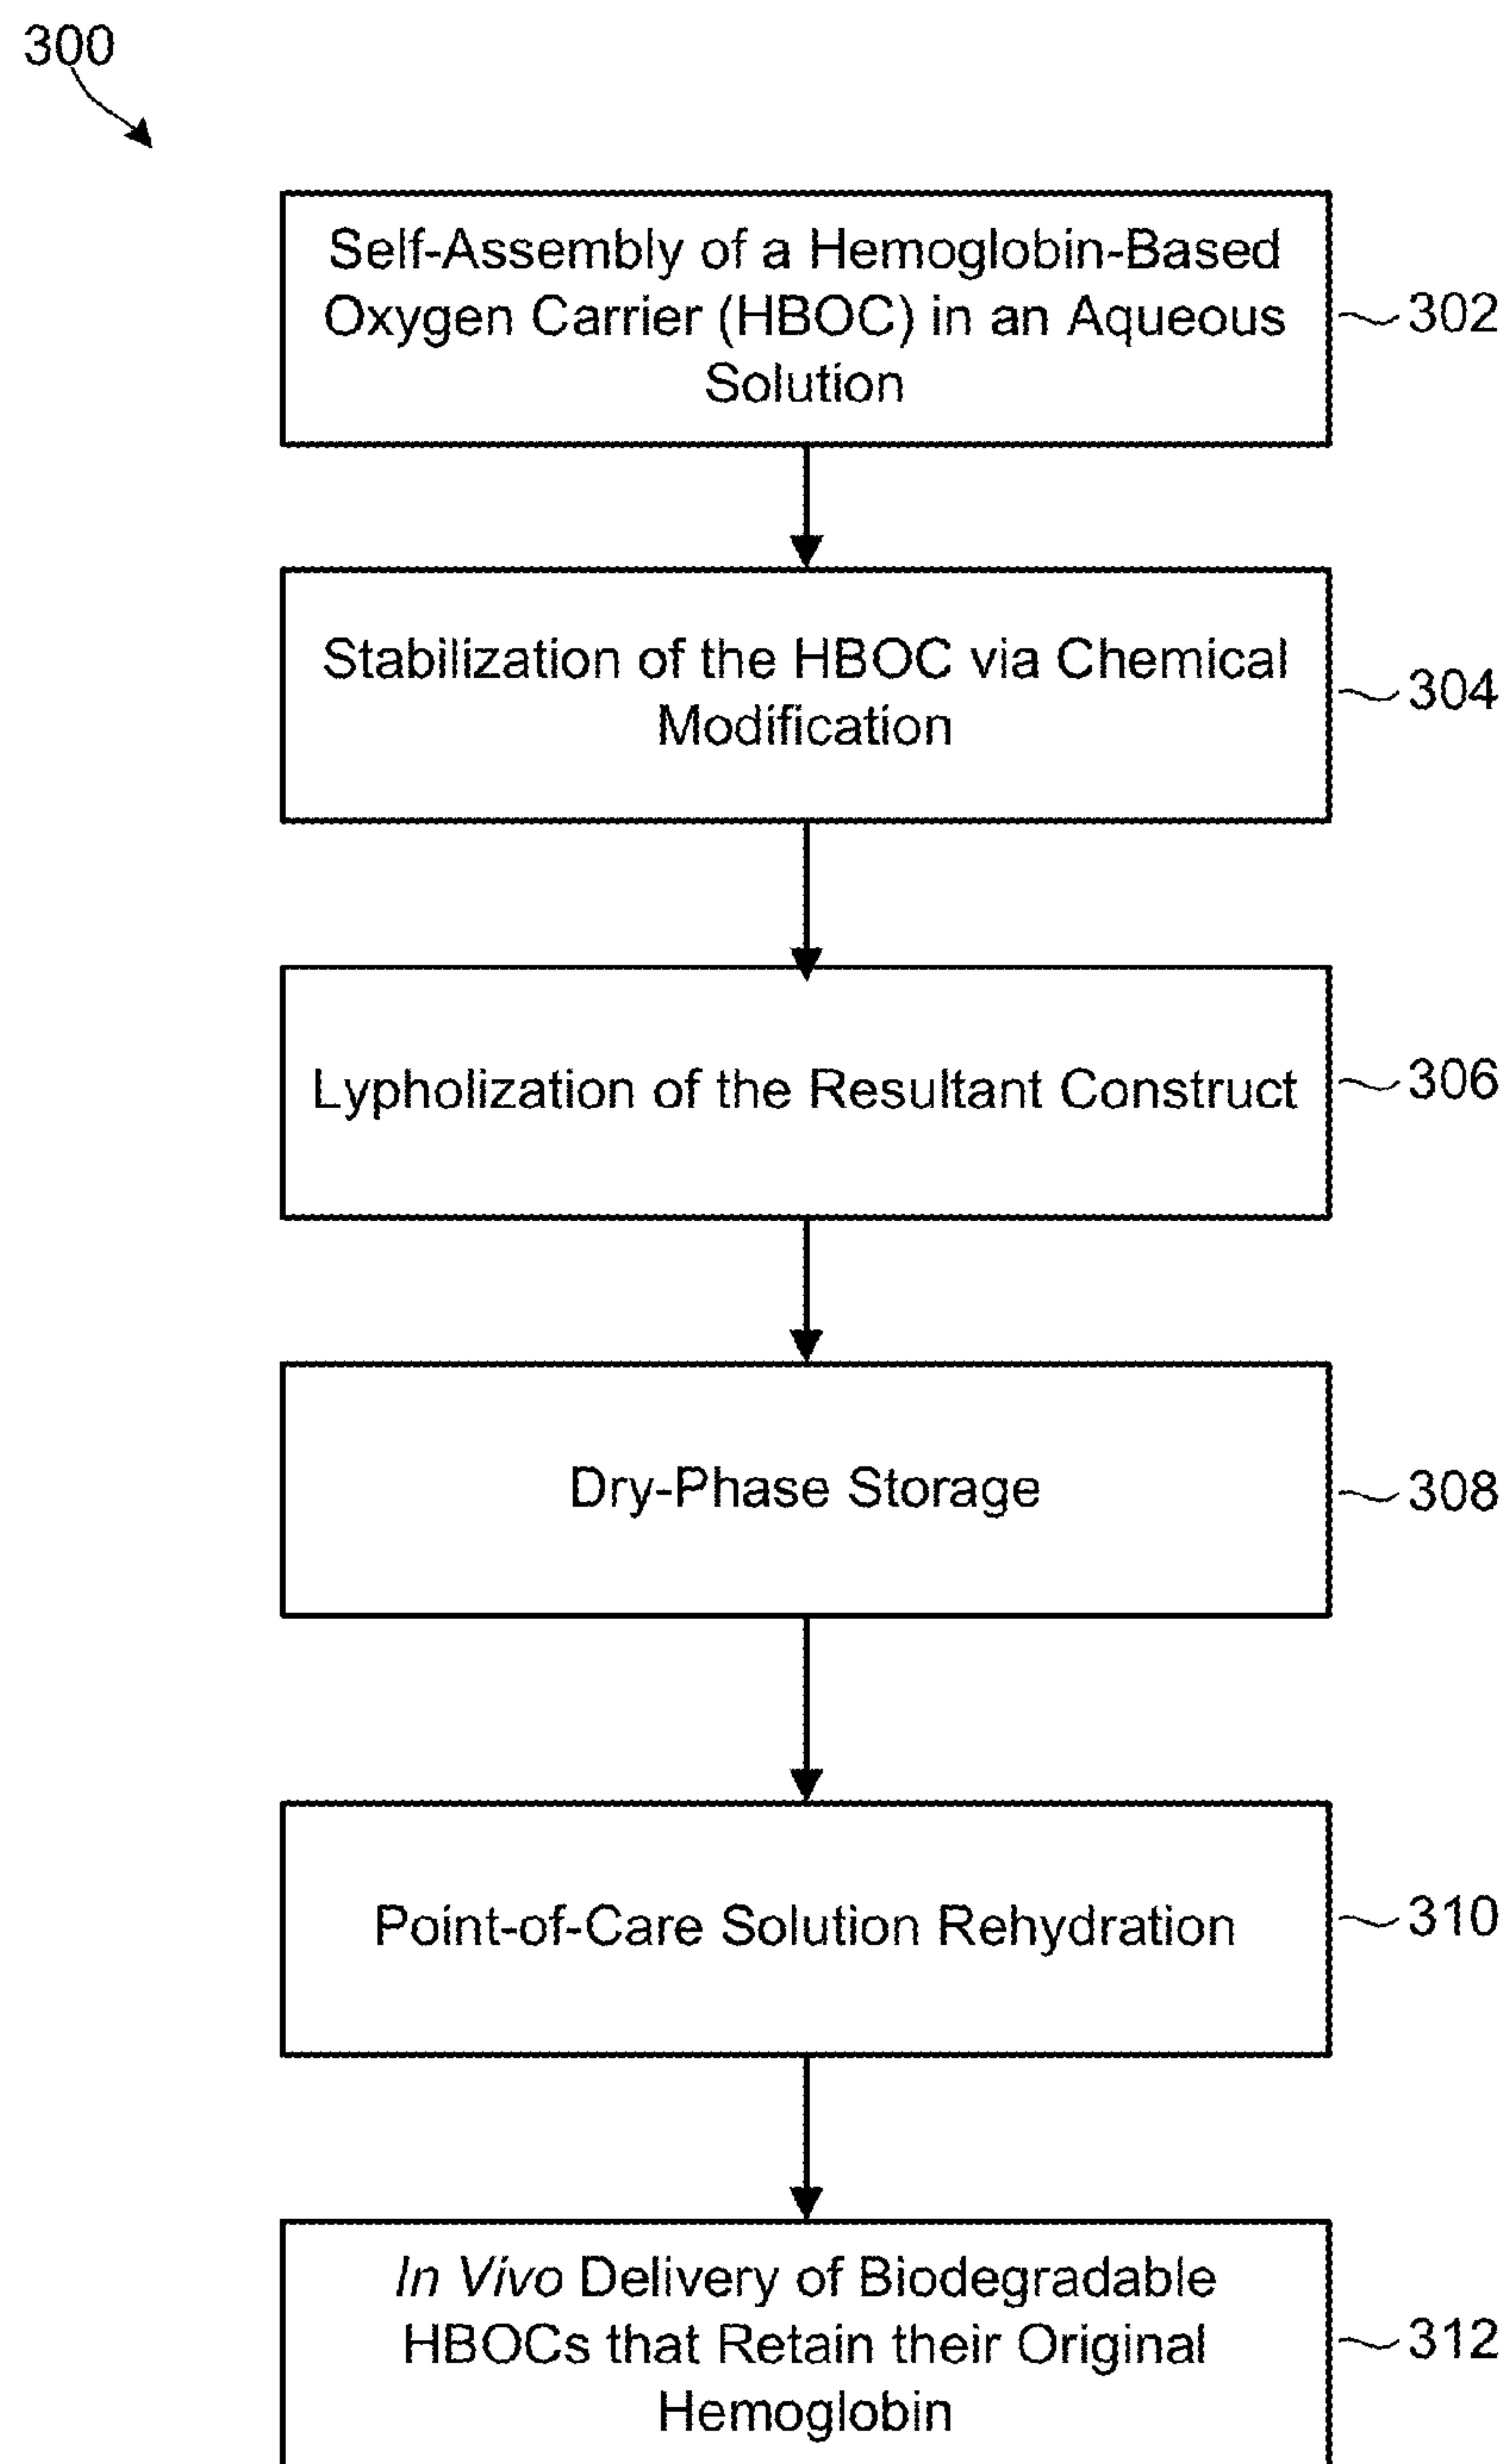 300
Self-Assembly of a Hemoglobin-Based
Oxygen Carrier (HBOC) in an Aqueous
Solution
302
Stabilization of the HBOC via Chemical
Modification
304
Lypholization of the Resultant Construct
306
Dry-Phase Storage
308
Point-of-Care Solution Rehydration
310
In Vivo Delivery of Biodegradable
HBOCs that Retain their Original
Hemoglobin
312